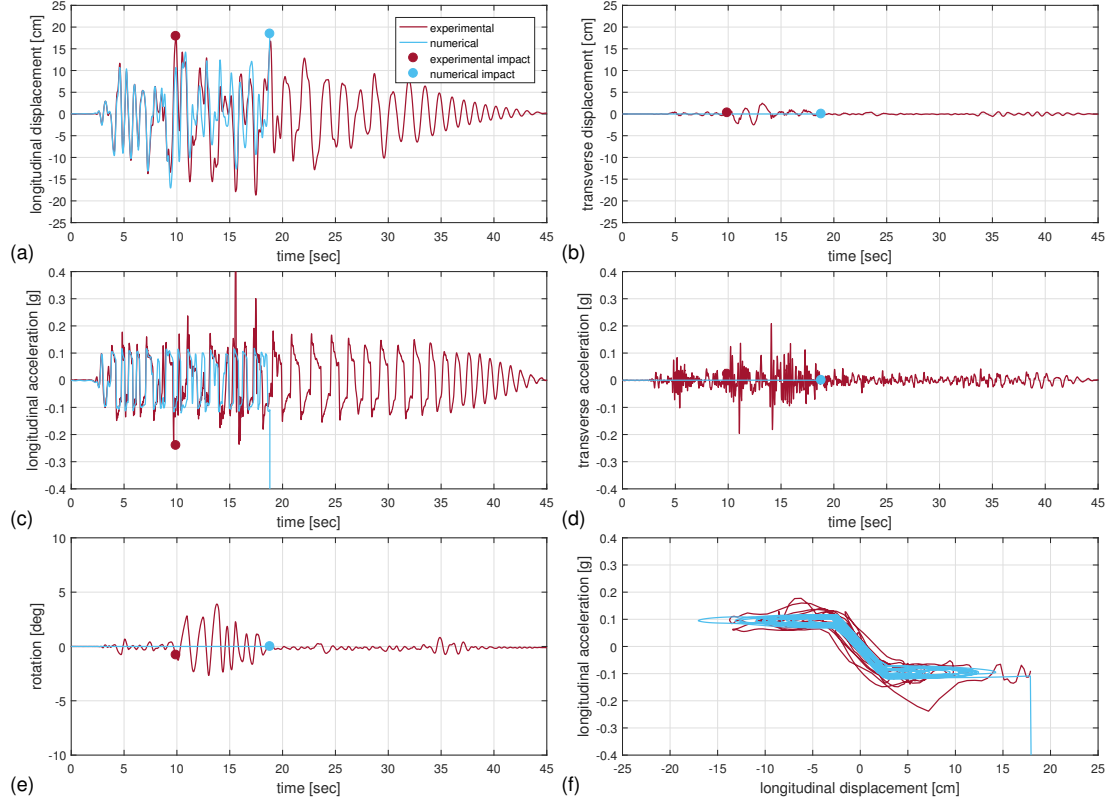 25
20
15
10
5
0
-5
-10
-15
-20
-25
longitudinal displacement [cm]
experimental
numerical
experimental impact
numerical impact
0 5 10 15 20 25 30 35 40 45
time [sec]
(a)
25
20
15
10
5
0
-5
-10
-15
-20
25
transverse displacement [cm]
0 5 10 15 20 25 30 35 40 45
time [sec]
(b)
0.4
0.3
0.2
0.1
0
-0.1
-0.2
-0.3
-0.4
longitudinal acceleration [g]
0 5 10 15 20 25 30 35 40 45
time [sec]
(c)
0.4
0.3
0.2
0.1
0
-0.1
-0.2
-0.3
-0.4
transverse acceleration [g]
0 5 10 15 20 25 30 35 40 45
time [sec]
(d)
10
5
0
-5
-10
rotation [deg]
0 5 10 15 20 25 30 35 40 45
time [sec]
(e)
0.4
0.3
0.2
0.1
0
-0.1
-0.2
-0.3
-0.4
longitudinal acceleration [g]
-25 -20 -15 -10 -5 0 5 10 15 20 25
longitudinal displacement [cm]
(f)